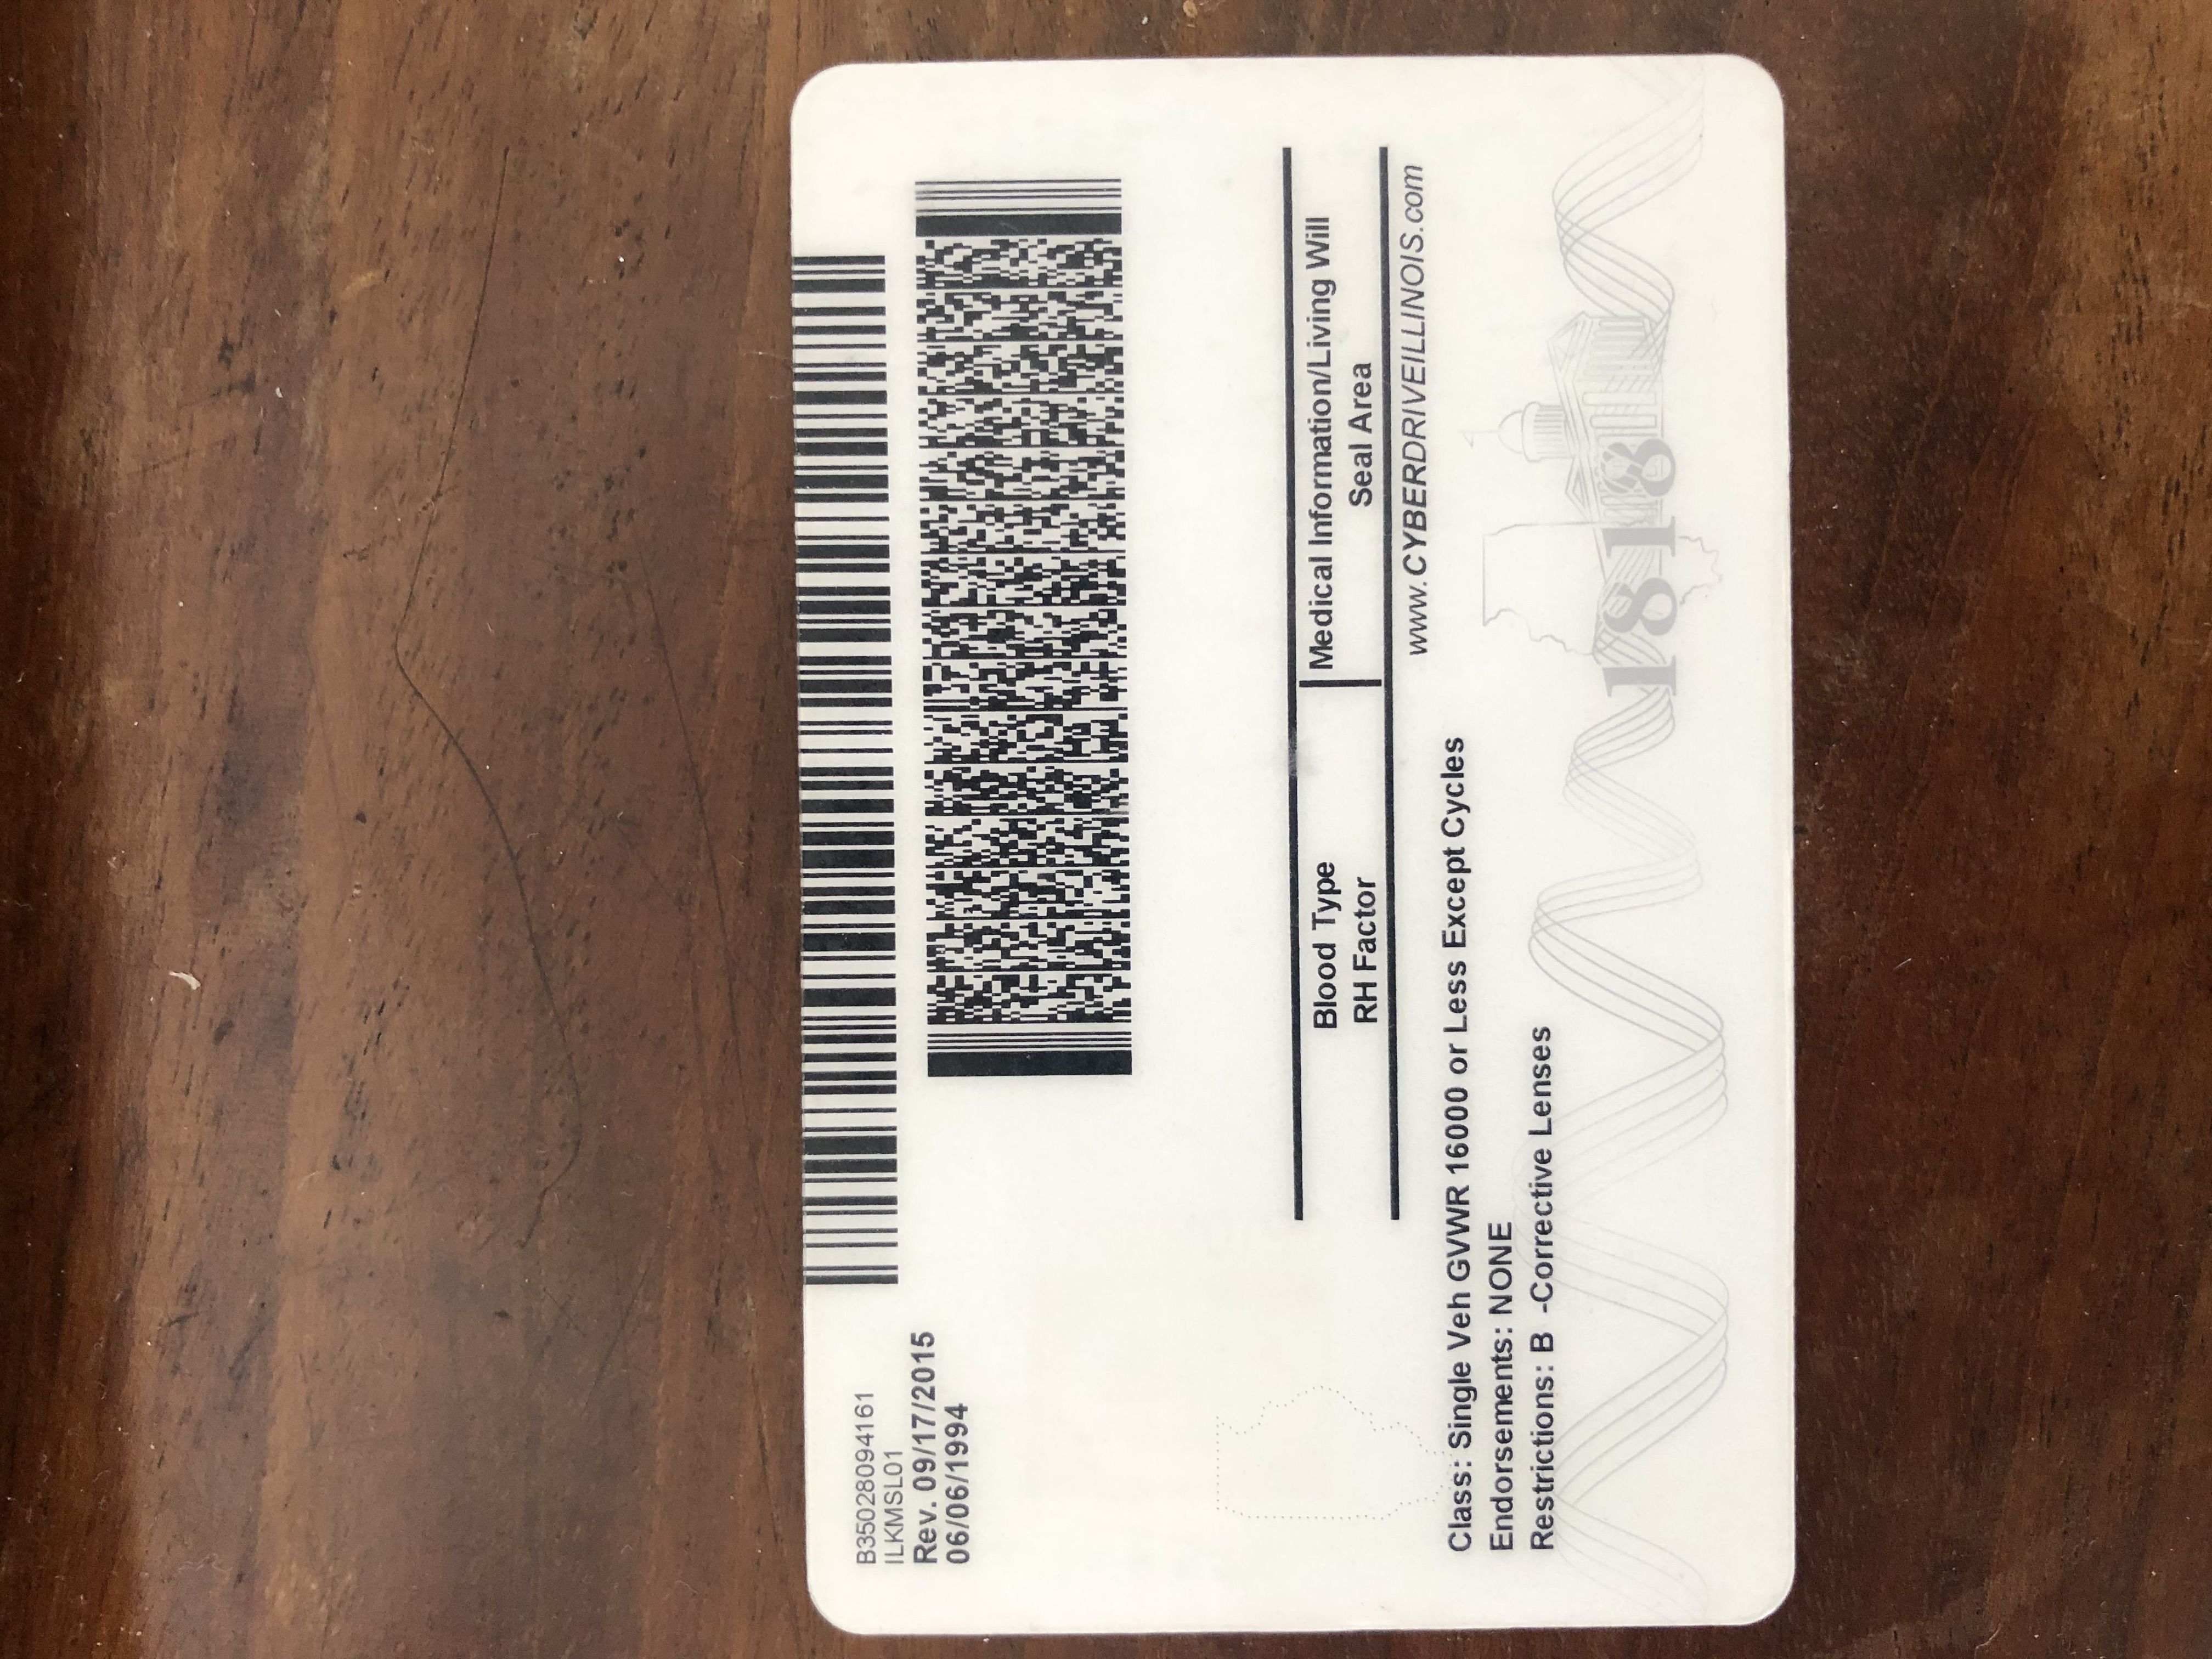 B35028094161
ILKMSL01
Rev. 09/17/2015
06/06/1994
Blood Type
RH Factor
Medical Information/Living Will
Seal Area
www.CYBERDRIVEILLINOIS.com
Class: Single Veh GVWR 16000 or Less Except Cycles
Endorsements: NONE
Restrictions: B  -Corrective Lenses
1818